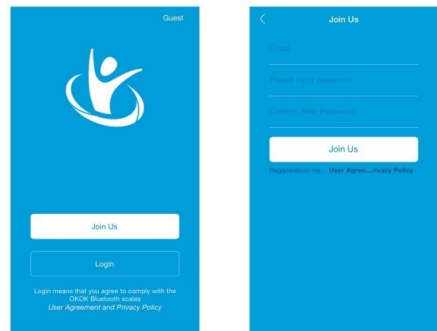 Guest
Join Us
Login
Login means that you agree to comply with the
OKOK Bluetooth scales
User Agreement and Privacy Policy
Join Us
Email
Please input password
Confirm New Password
Join Us
Registration me... User Agree...rivacy Policy